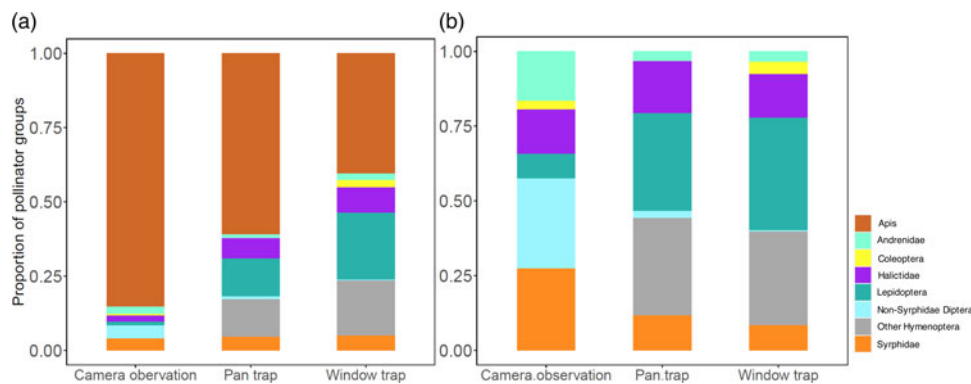 (a)
(b)
Proportion of pollinator groups
1.00
0.75
0.50
0.25
0.00
Camera obervation
Pan trap
Window trap
1.00
0.75
0.50
0.25
0.00
Camera.observation
Pan.trap
Window trap
Apis
Andrenidae
Coleoptera
Halictidae
Lepidoptera
Non-Syrphidae Diptera
Other Hymenoptera
Syrphidae